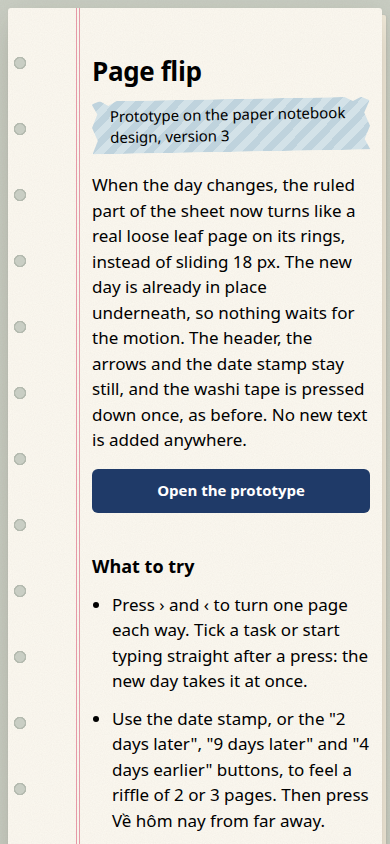 Page flip
Prototype on the paper notebook
design, version 3
When the day changes, the ruled
part of the sheet now turns like a
real loose leaf page on its rings,
instead of sliding 18 px. The new
day is already in place
underneath, so nothing waits for
the motion. The header, the
arrows and the date stamp stay
still, and the washi tape is pressed
down once, as before. No new text
is added anywhere.
Open the prototype
What to try
• Press › and ‹ to turn one page
each way. Tick a task or start
typing straight after a press: the
new day takes it at once.
• Use the date stamp, or the "2
days later", "9 days later" and "4
days earlier" buttons, to feel a
riffle of 2 or 3 pages. Then press
Về hôm nay from far away.